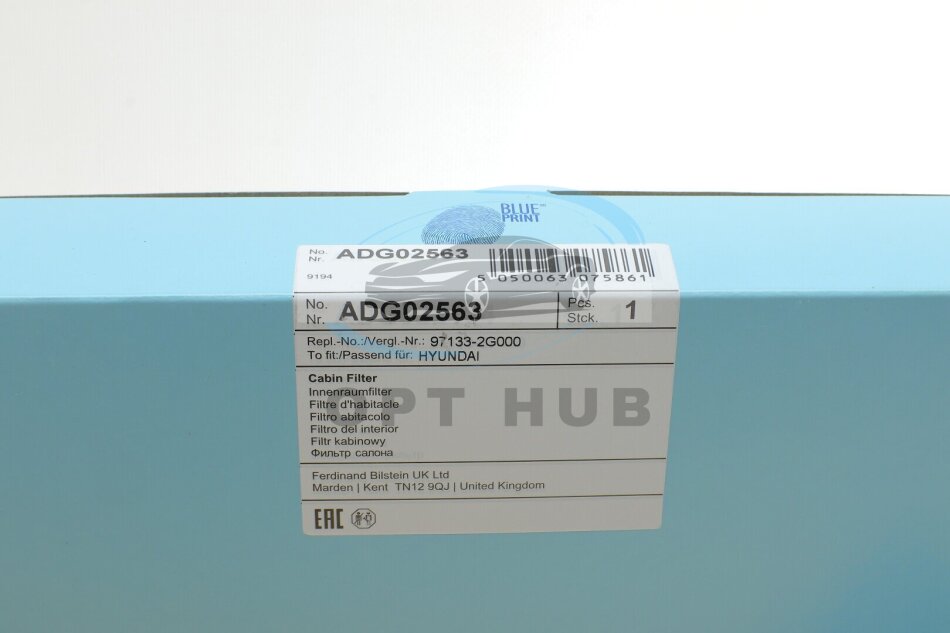 BLUE
PRINT
No.
Nr.
ADG02563
9194
5 050063 075861
No.
Nr.
ADG02563
Pcs.
Stck.
1
Repl.-No.:/Vergl.-Nr.: 97133-2G000
To fit:/Passend für: HYUNDAI
Cabin Filter
Innenraumfilter
Filtre d'habitacle
Filtro abitacolo
Filtro del interior
Filtr kabinowy
Фильтр салона
OPT HUB
Ferdinand Bilstein UK Ltd
Marden | Kent TN12 9QJ | United Kingdom
EAC